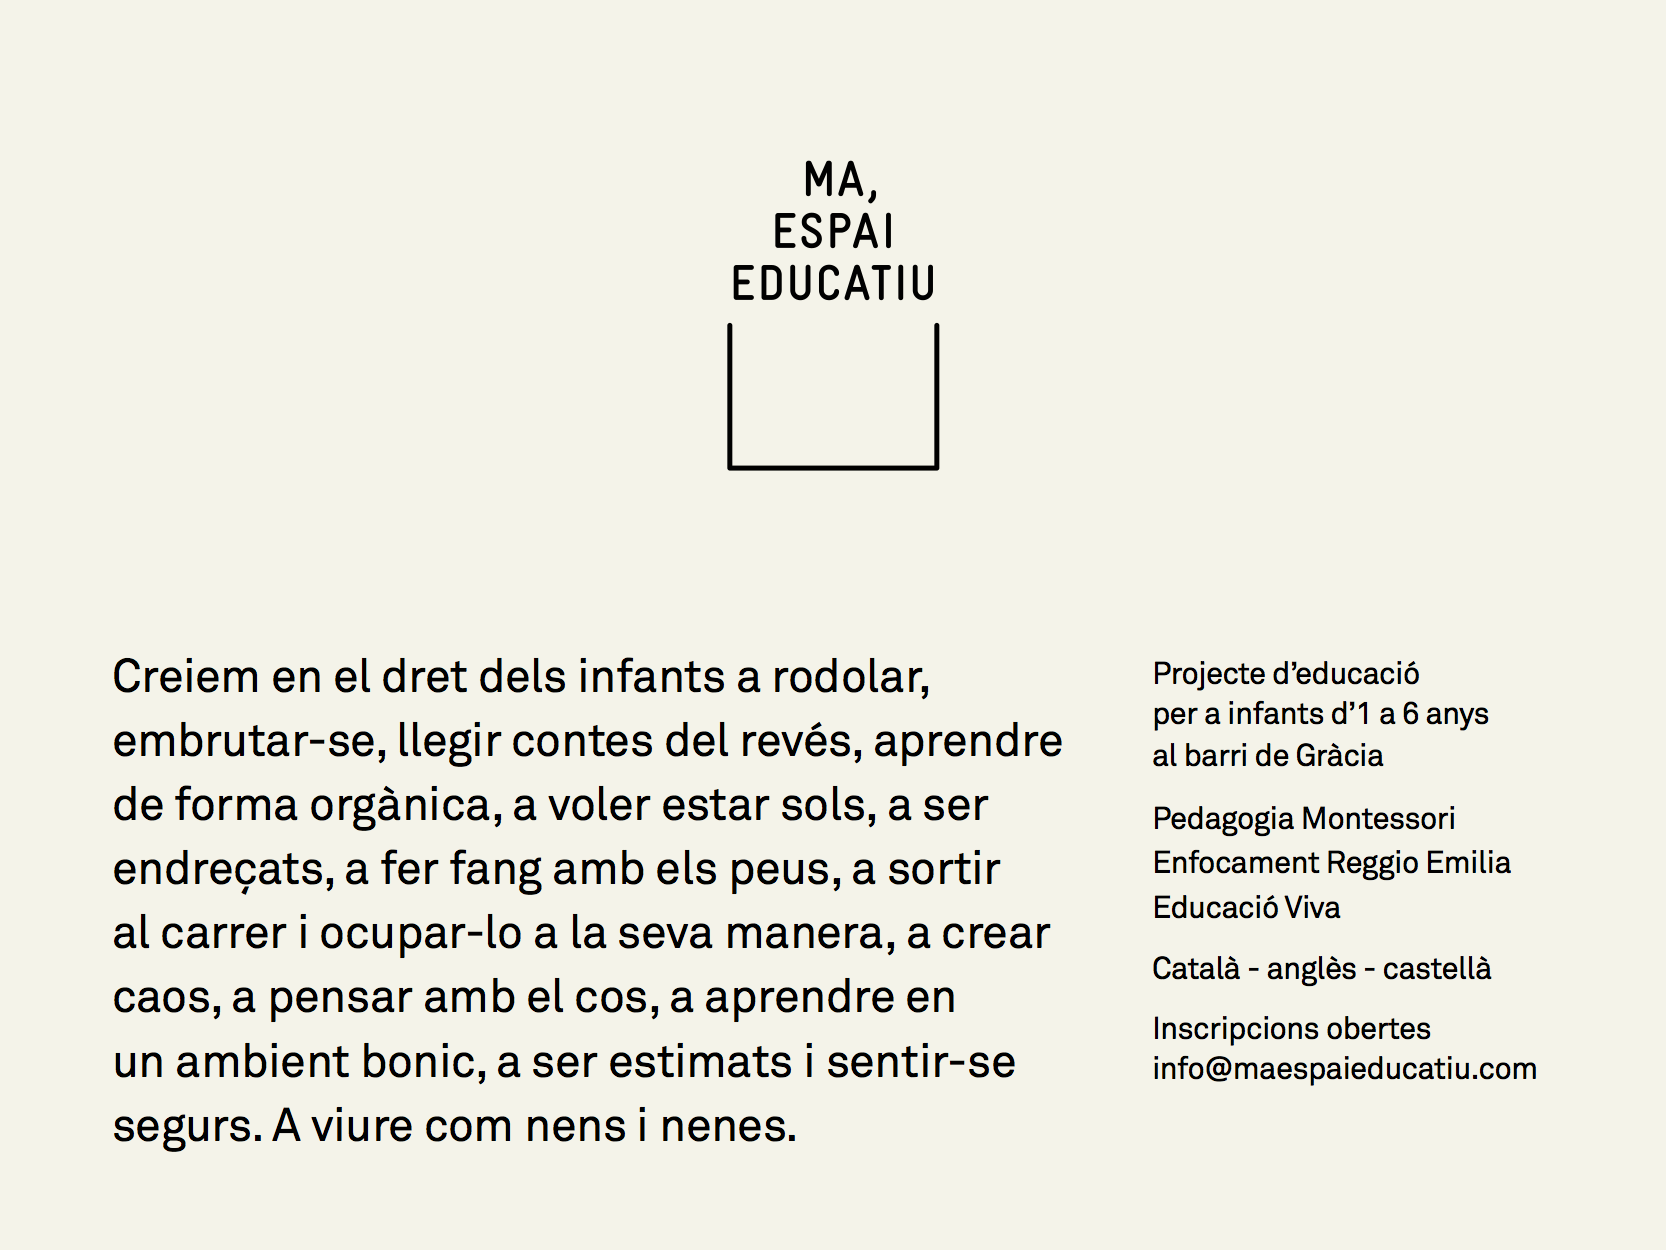 MA,
ESPAI
EDUCATIU
Creiem en el dret dels infants a rodolar,
embrutar-se, llegir contes del revés, aprendre
de forma orgànica, a voler estar sols, a ser
endreçats, a fer fang amb els peus, a sortir
al carrer i ocupar-lo a la seva manera, a crear
caos, a pensar amb el cos, a aprendre en
un ambient bonic, a ser estimats i sentir-se
segurs. A viure com nens i nenes.
Projecte d’educació
per a infants d’1 a 6 anys
al barri de Gràcia
Pedagogia Montessori
Enfocament Reggio Emilia
Educació Viva
Català - anglès - castellà
Inscripcions obertes
info@maespaieducatiu.com